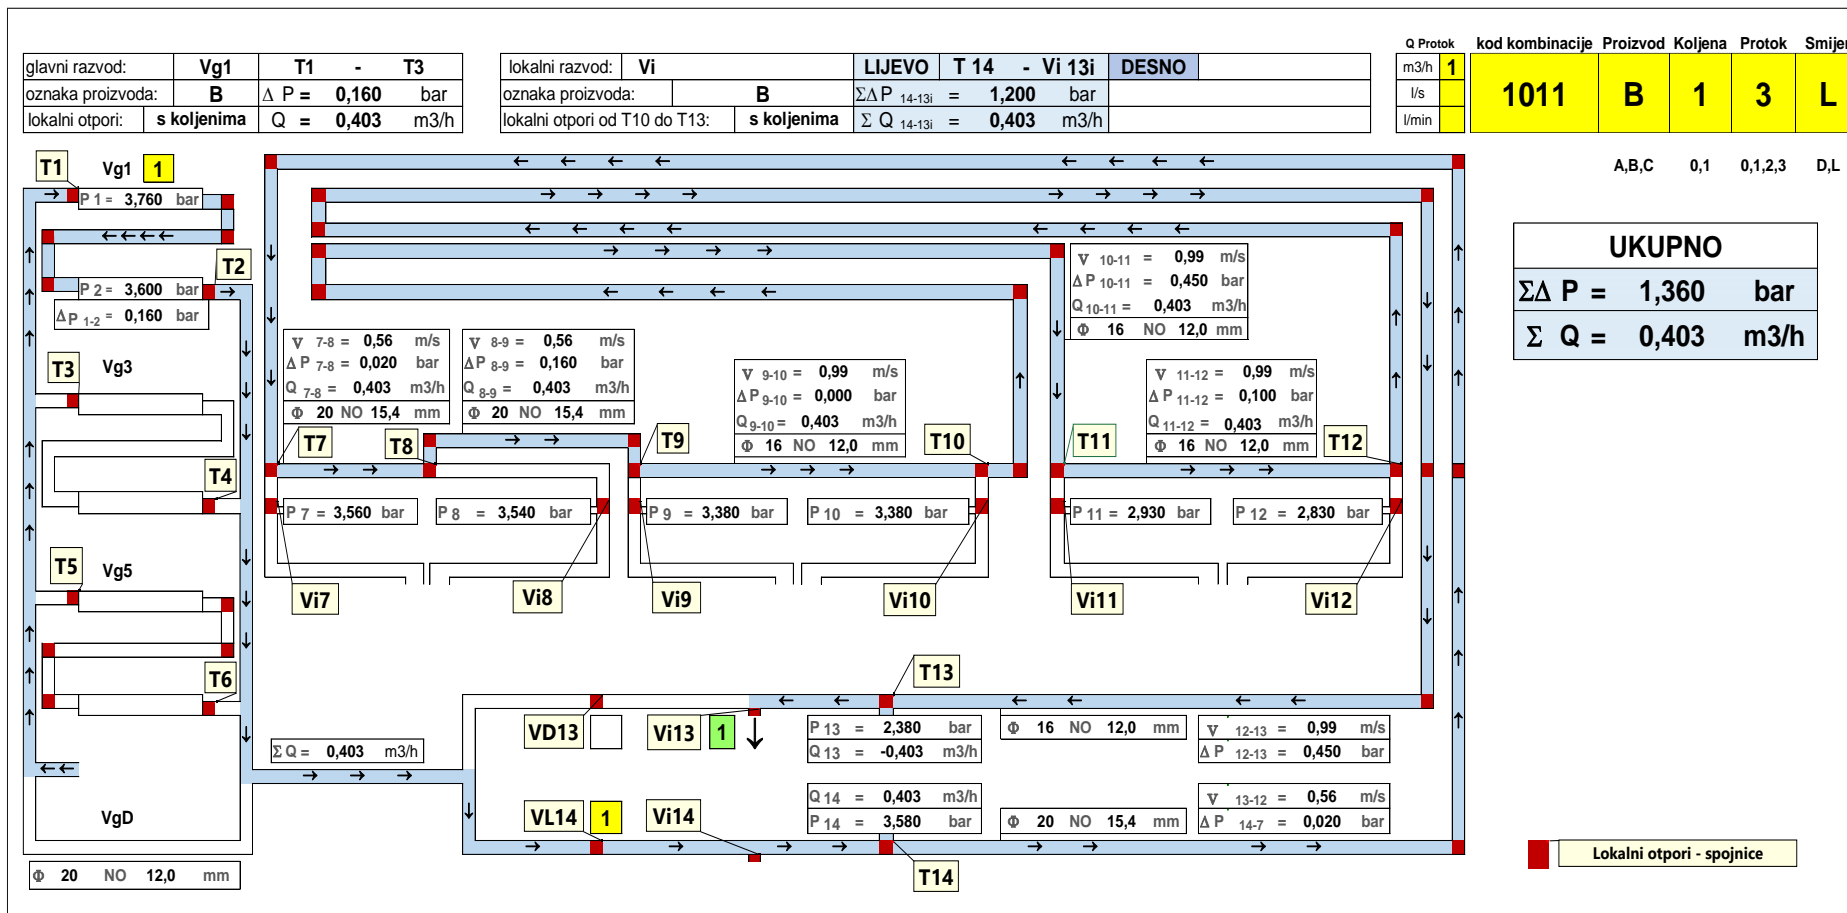 glavni razvod: Vg1 T1 - T3
oznaka proizvoda: B Δ P = 0,160 bar
lokalni otpori: s koljenima Q = 0,403 m3/h
lokalni razvod: Vi LIJEVO T 14 - Vi 13i DESNO
oznaka proizvoda: B ΣΔP 14-13i = 1,200 bar
lokalni otpori od T10 do T13: s koljenima Σ Q 14-13i = 0,403 m3/h
Q Protok kod kombinacije Proizvod Koljena Protok Smijer
m3/h 1
l/s
l/min
1011 B 1 3 L
A,B,C 0,1 0,1,2,3 D,L
UKUPNO
ΣΔ P = 1,360 bar
Σ Q = 0,403 m3/h
T1 Vg1 1
P 1 = 3,760 bar
T2
P 2 = 3,600 bar
Δ P 1-2 = 0,160 bar
T3 Vg3
T4
T5 Vg5
T6
VgD
Φ 20 NO 12,0 mm
V 7-8 = 0,56 m/s
Δ P 7-8 = 0,020 bar
Q 7-8 = 0,403 m3/h
Φ 20 NO 15,4 mm
V 8-9 = 0,56 m/s
Δ P 8-9 = 0,160 bar
Q 8-9 = 0,403 m3/h
Φ 20 NO 15,4 mm
V 9-10 = 0,99 m/s
Δ P 9-10 = 0,000 bar
Q 9-10 = 0,403 m3/h
Φ 16 NO 12,0 mm
V 10-11 = 0,99 m/s
Δ P 10-11 = 0,450 bar
Q 10-11 = 0,403 m3/h
Φ 16 NO 12,0 mm
V 11-12 = 0,99 m/s
Δ P 11-12 = 0,100 bar
Q 11-12 = 0,403 m3/h
Φ 16 NO 12,0 mm
T7 T8 T9 T10 T11 T12
P 7 = 3,560 bar P 8 = 3,540 bar P 9 = 3,380 bar P 10 = 3,380 bar P 11 = 2,930 bar P 12 = 2,830 bar
Vi7 Vi8 Vi9 Vi10 Vi11 Vi12
T13
VD13 Vi13 1
P 13 = 2,380 bar
Q 13 = -0,403 m3/h
Φ 16 NO 12,0 mm
V 12-13 = 0,99 m/s
Δ P 12-13 = 0,450 bar
Σ Q = 0,403 m3/h
VL14 1 Vi14
Q 14 = 0,403 m3/h
P 14 = 3,580 bar
Φ 20 NO 15,4 mm
V 13-12 = 0,56 m/s
Δ P 14-7 = 0,020 bar
T14
Lokalni otpori - spojnice